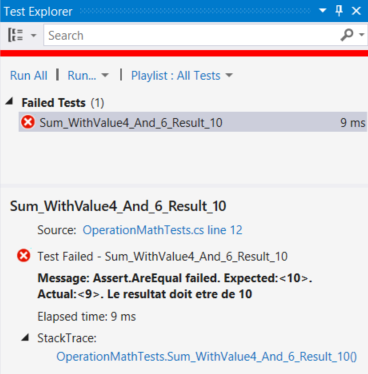 Test Explorer
Search
Run All | Run... | Playlist : All Tests
Failed Tests (1)
Sum_WithValue4_And_6_Result_10 9 ms
Sum_WithValue4_And_6_Result_10
Source: OperationMathTests.cs line 12
Test Failed - Sum_WithValue4_And_6_Result_10
Message: Assert.AreEqual failed. Expected:<10>.
Actual:<9>. Le resultat doit etre de 10
Elapsed time: 9 ms
StackTrace:
OperationMathTests.Sum_WithValue4_And_6_Result_10()